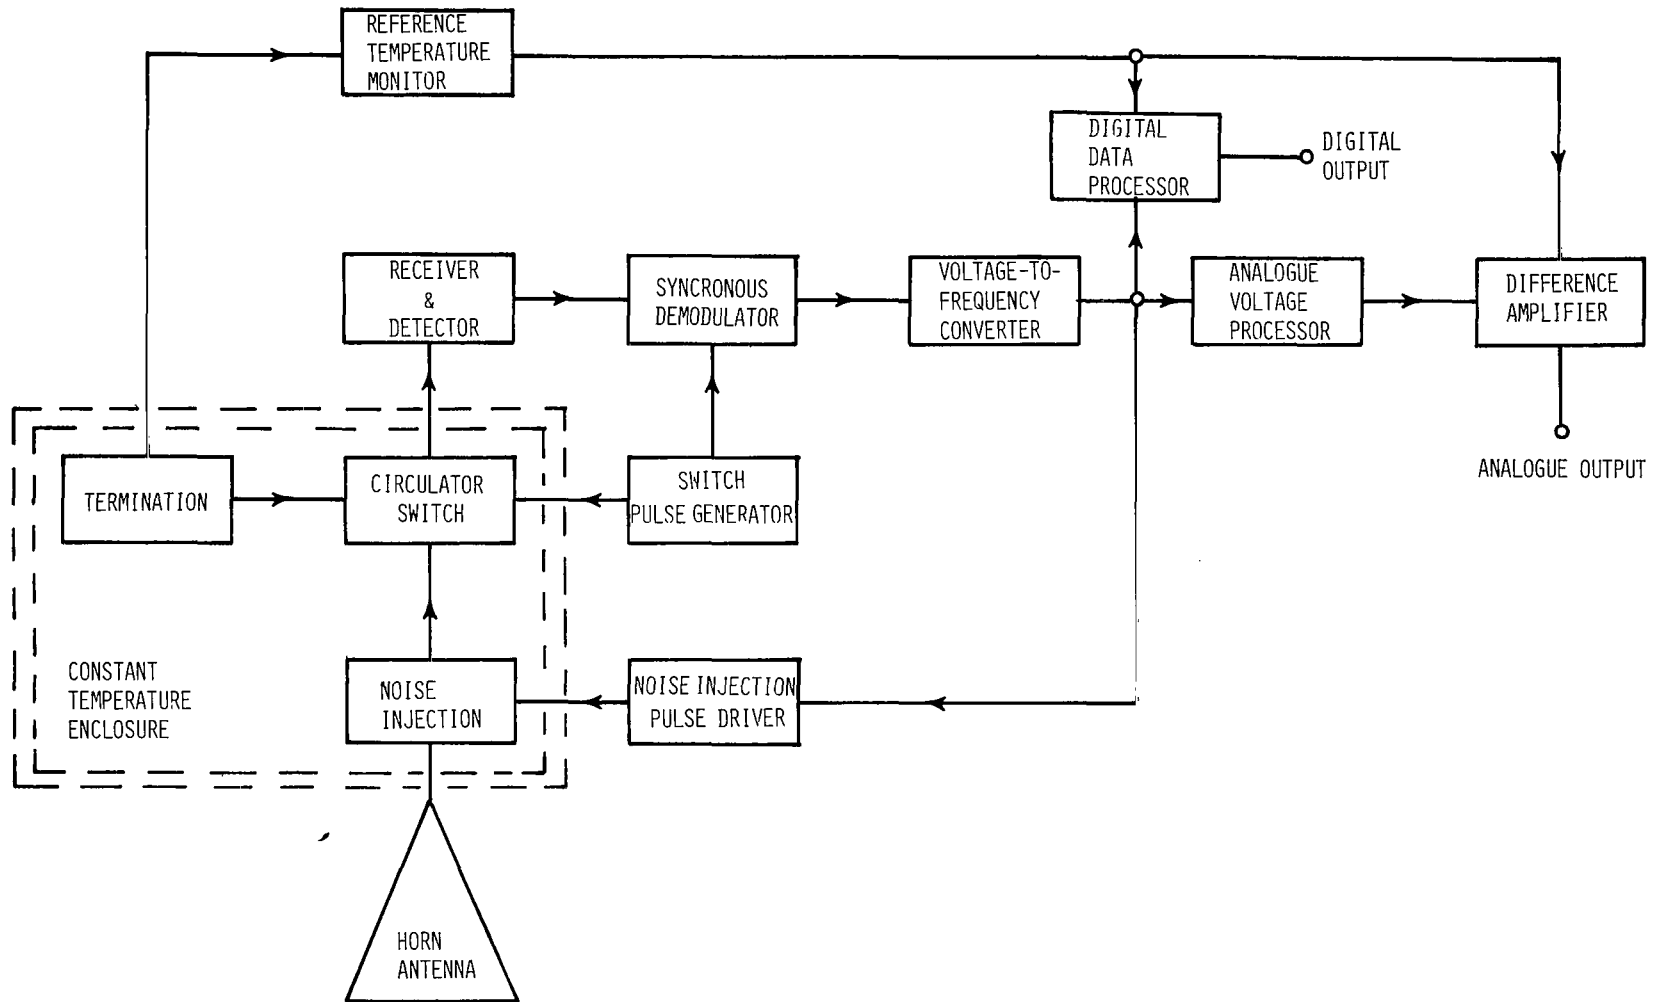 REFERENCE
TEMPERATURE
MONITOR
DIGITAL
DATA
PROCESSOR
DIGITAL
OUTPUT
RECEIVER
&
DETECTOR
SYNCRONOUS
DEMODULATOR
VOLTAGE-TO-
FREQUENCY
CONVERTER
ANALOGUE
VOLTAGE
PROCESSOR
DIFFERENCE
AMPLIFIER
ANALOGUE OUTPUT
TERMINATION
CIRCULATOR
SWITCH
SWITCH
PULSE GENERATOR
CONSTANT
TEMPERATURE
ENCLOSURE
NOISE
INJECTION
NOISE INJECTION
PULSE DRIVER
HORN
ANTENNA